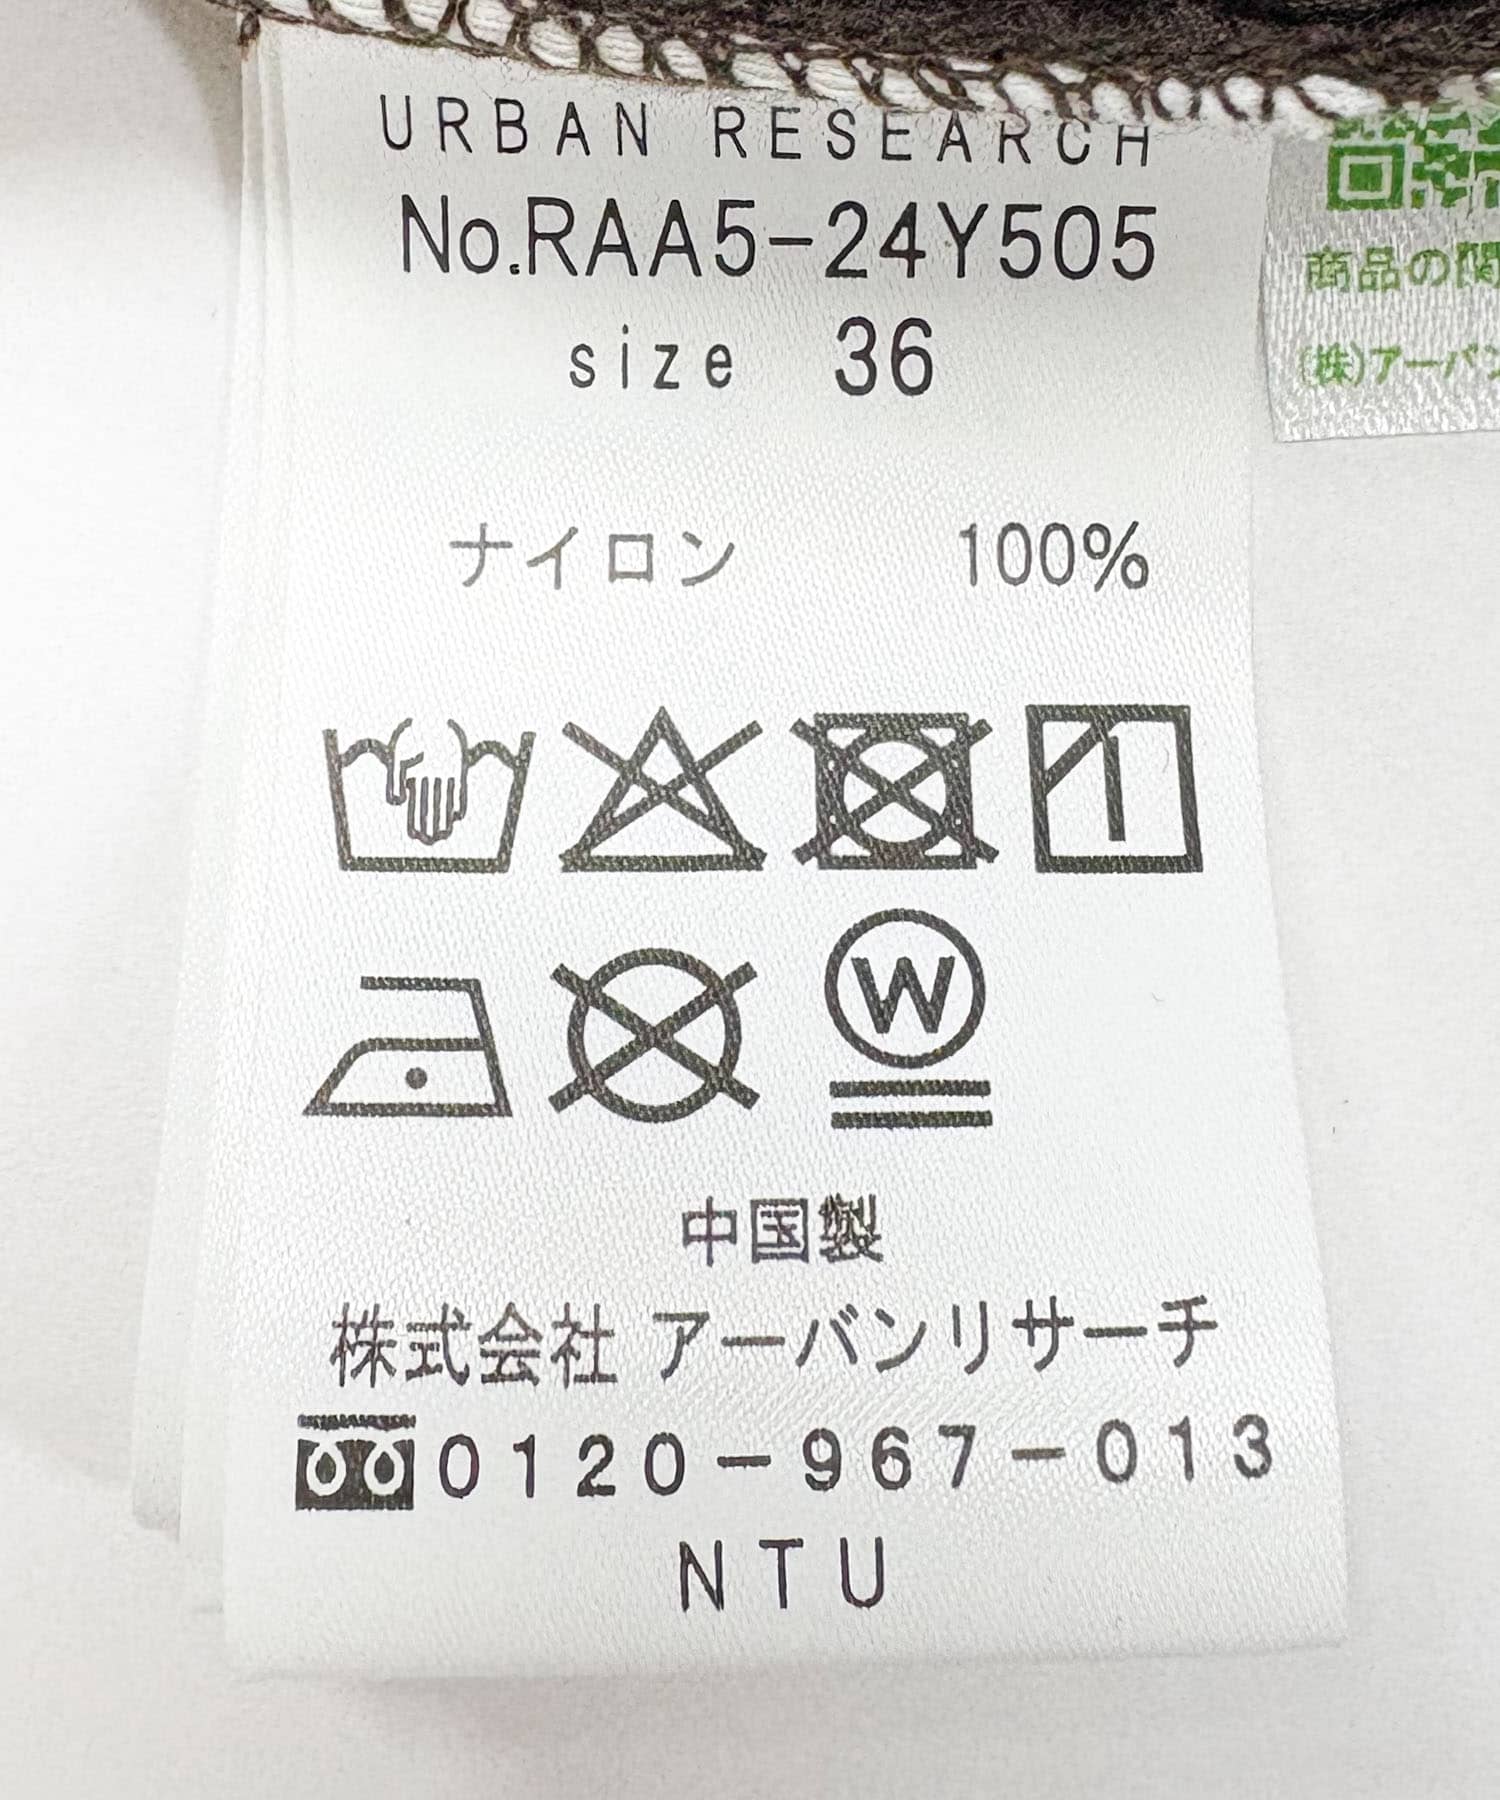 URBAN RESEARCH
No.RAA5-24Y505
size 36
ナイロン 100%
W
中国製
株式会社 アーバンリサーチ
0120-967-013
NTU
商品の
(株)アーバン